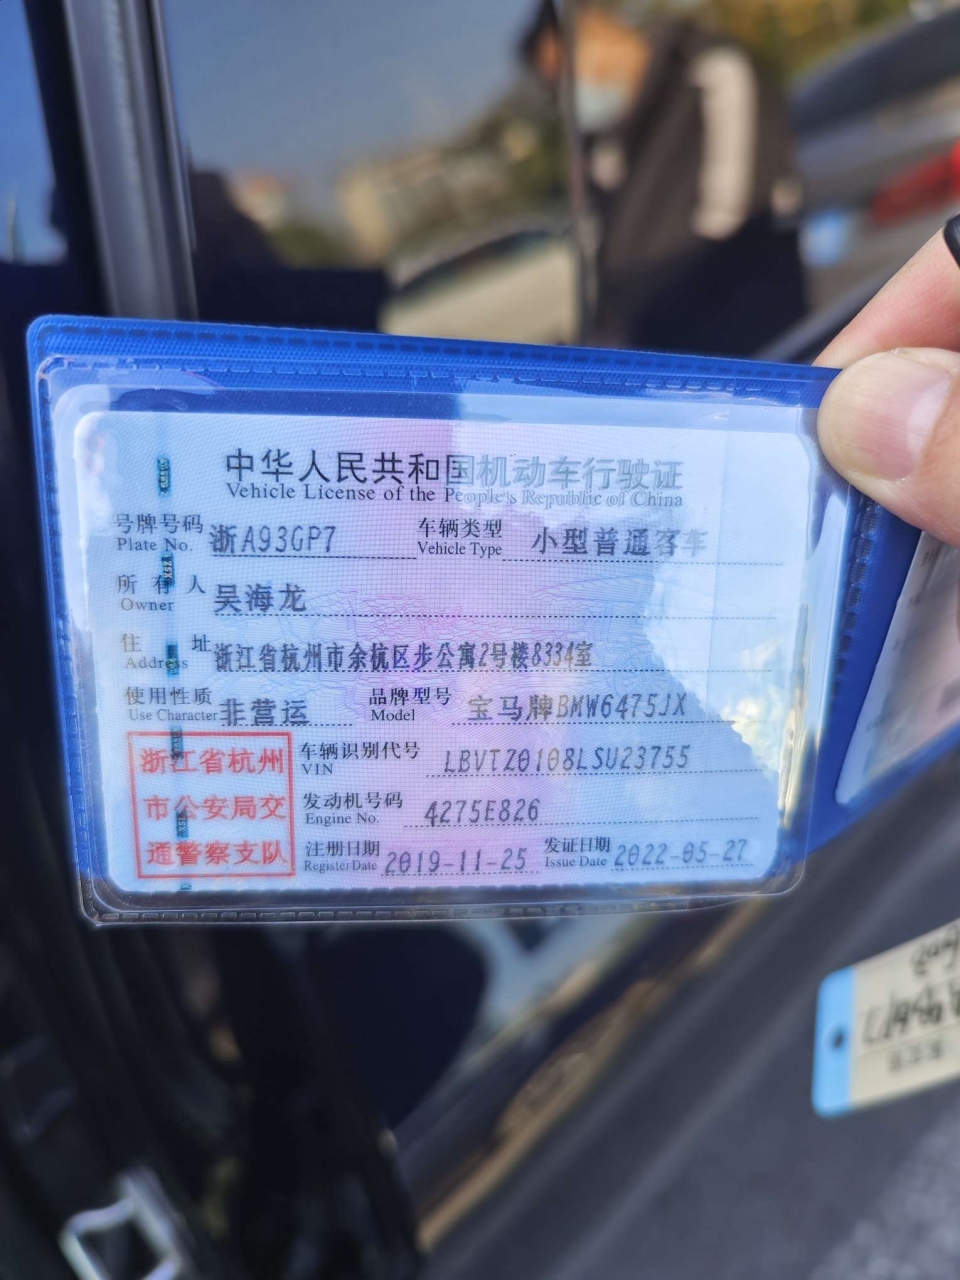 中华人民共和国机动车行驶证
Vehicle License of the People's Republic of China
号牌号码 浙A93GP7 车辆类型 小型普通客车
Plate No. Vehicle Type
所有人 吴海龙
Owner
住址 浙江省杭州市余杭区步公寓2号楼8334室
Address
使用性质 非营运 品牌型号 宝马牌BMW6475JX
Use Character Model
浙江省杭州
市公安局交
通警察支队
车辆识别代号 LBVTZ0108LSU23755
VIN
发动机号码 4275E826
Engine No.
注册日期 2019-11-25 发证日期 2022-05-27
Register Date Issue Date